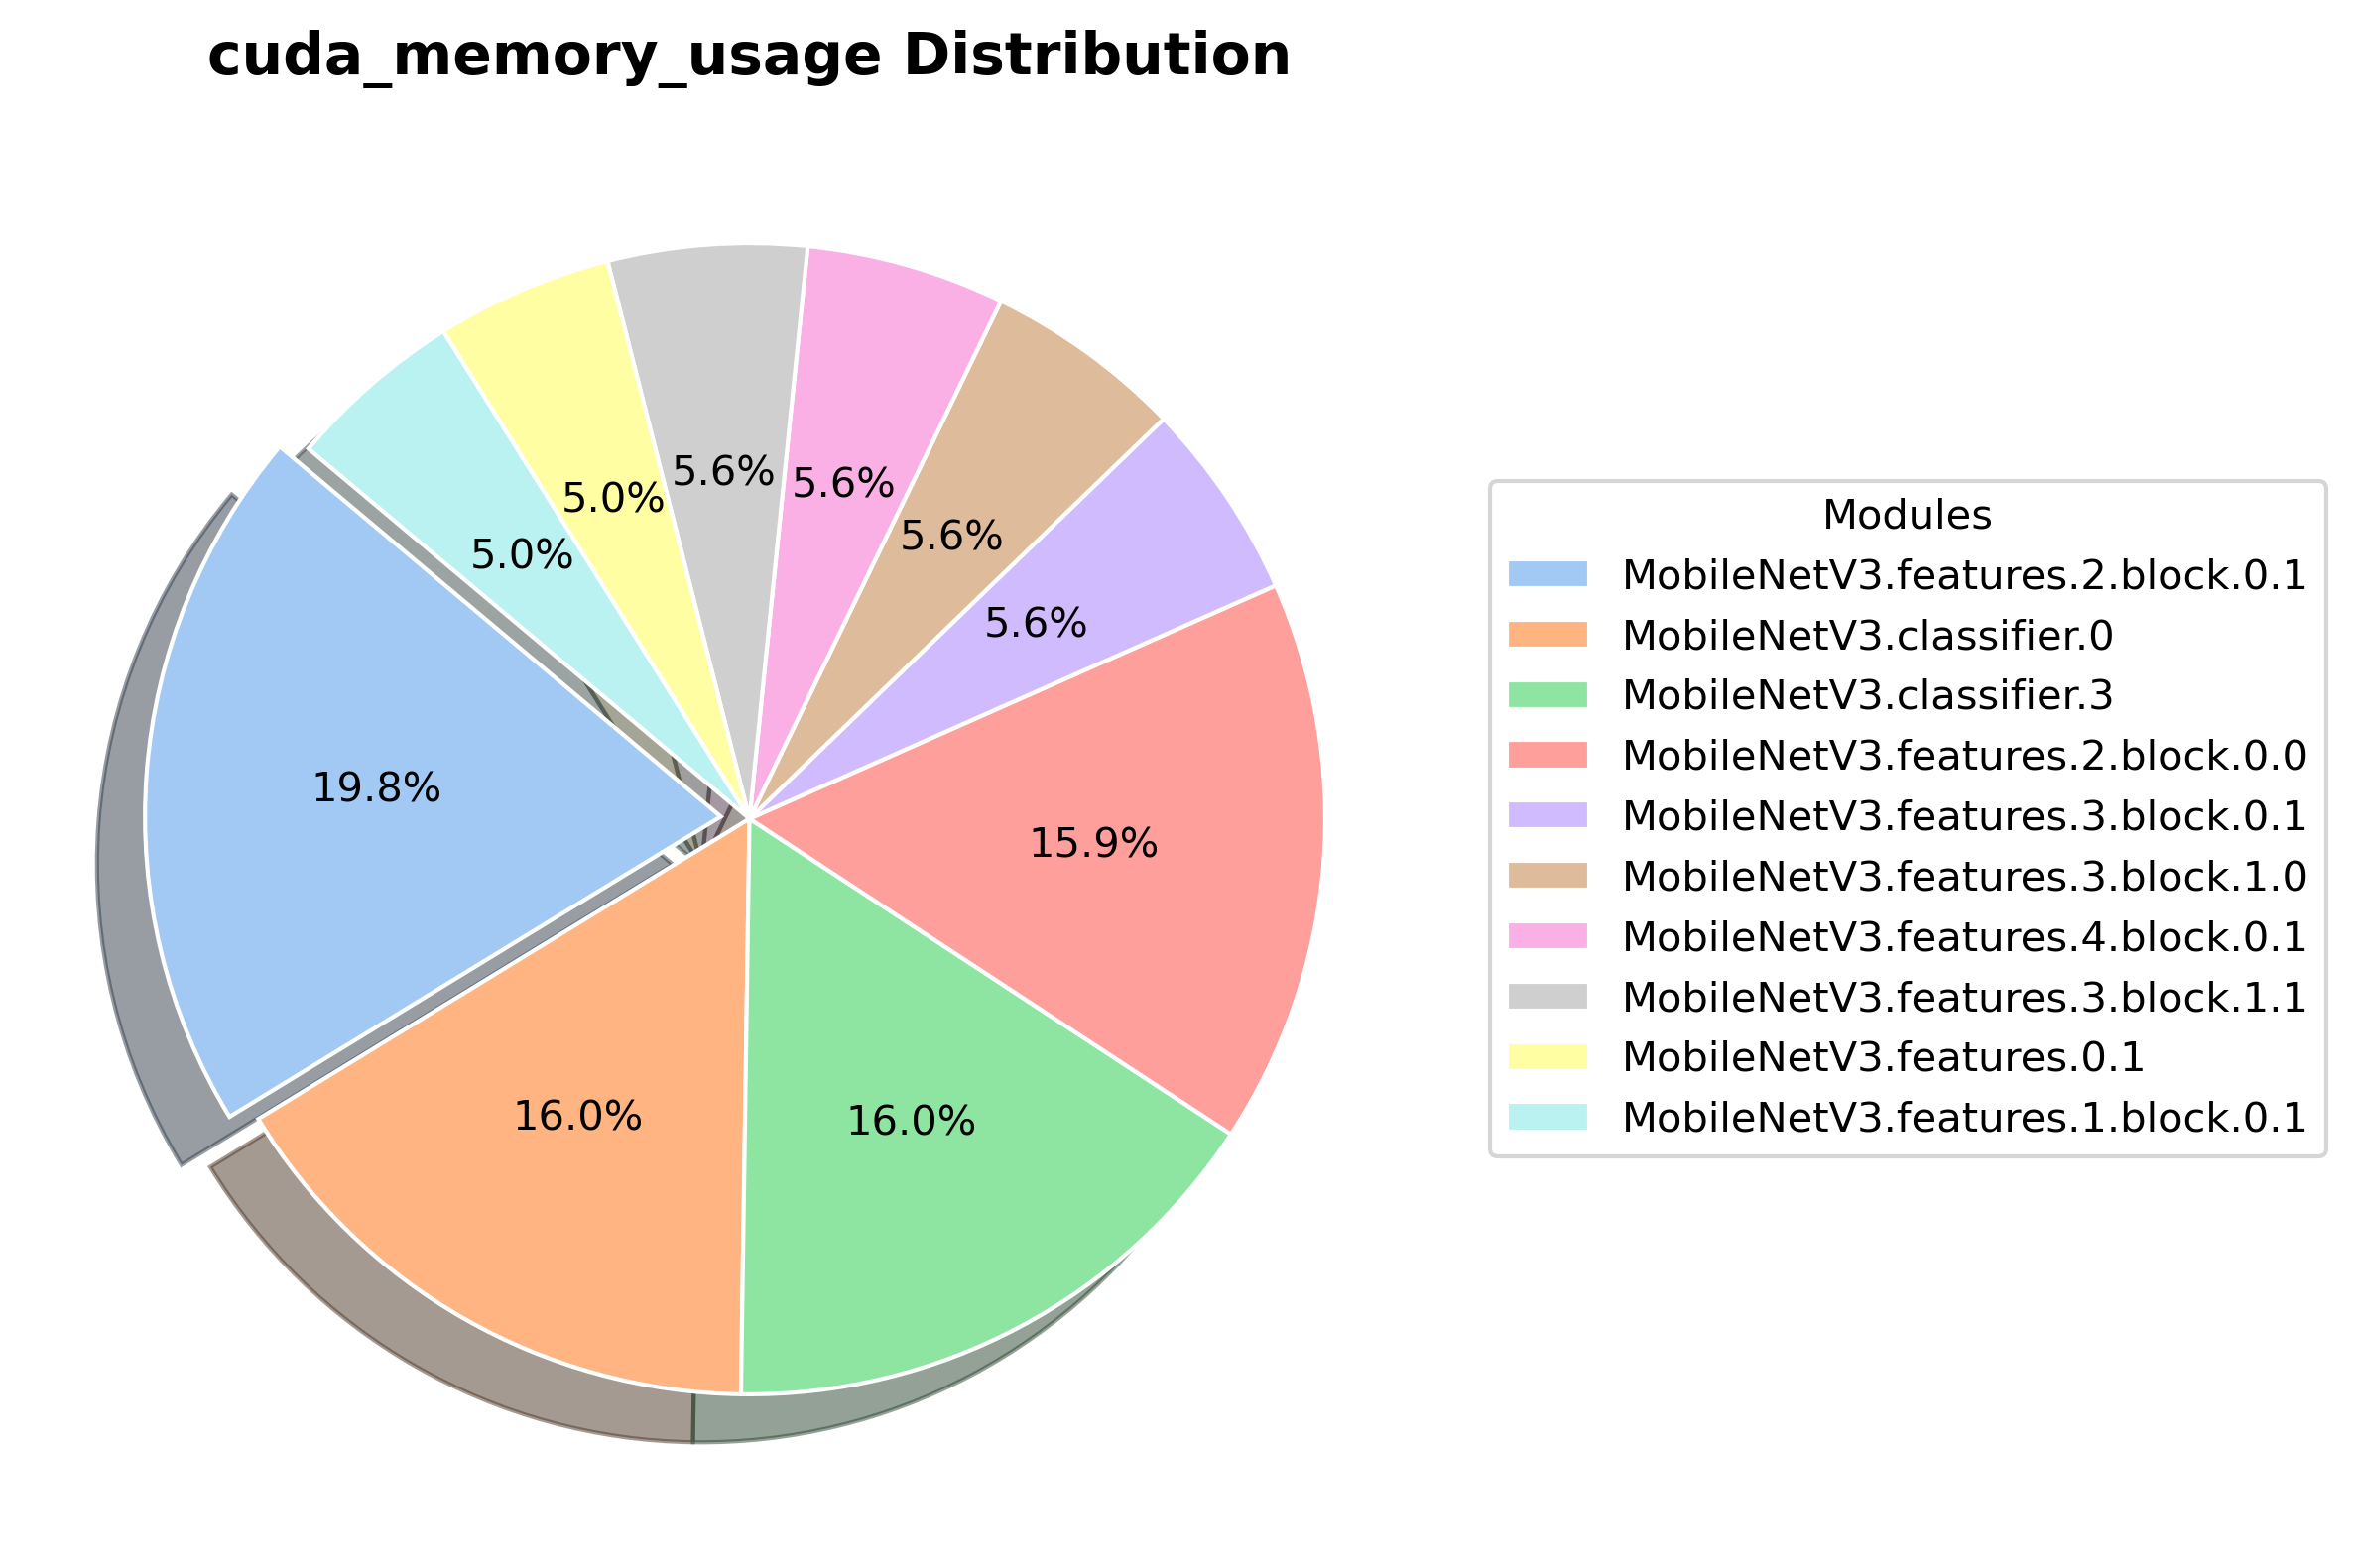 cuda_memory_usage Distribution
5.6%
5.6%
5.0%
5.6%
5.0%
5.6%
19.8%
15.9%
16.0%
16.0%
Modules
MobileNetV3.features.2.block.0.1
MobileNetV3.classifier.0
MobileNetV3.classifier.3
MobileNetV3.features.2.block.0.0
MobileNetV3.features.3.block.0.1
MobileNetV3.features.3.block.1.0
MobileNetV3.features.4.block.0.1
MobileNetV3.features.3.block.1.1
MobileNetV3.features.0.1
MobileNetV3.features.1.block.0.1